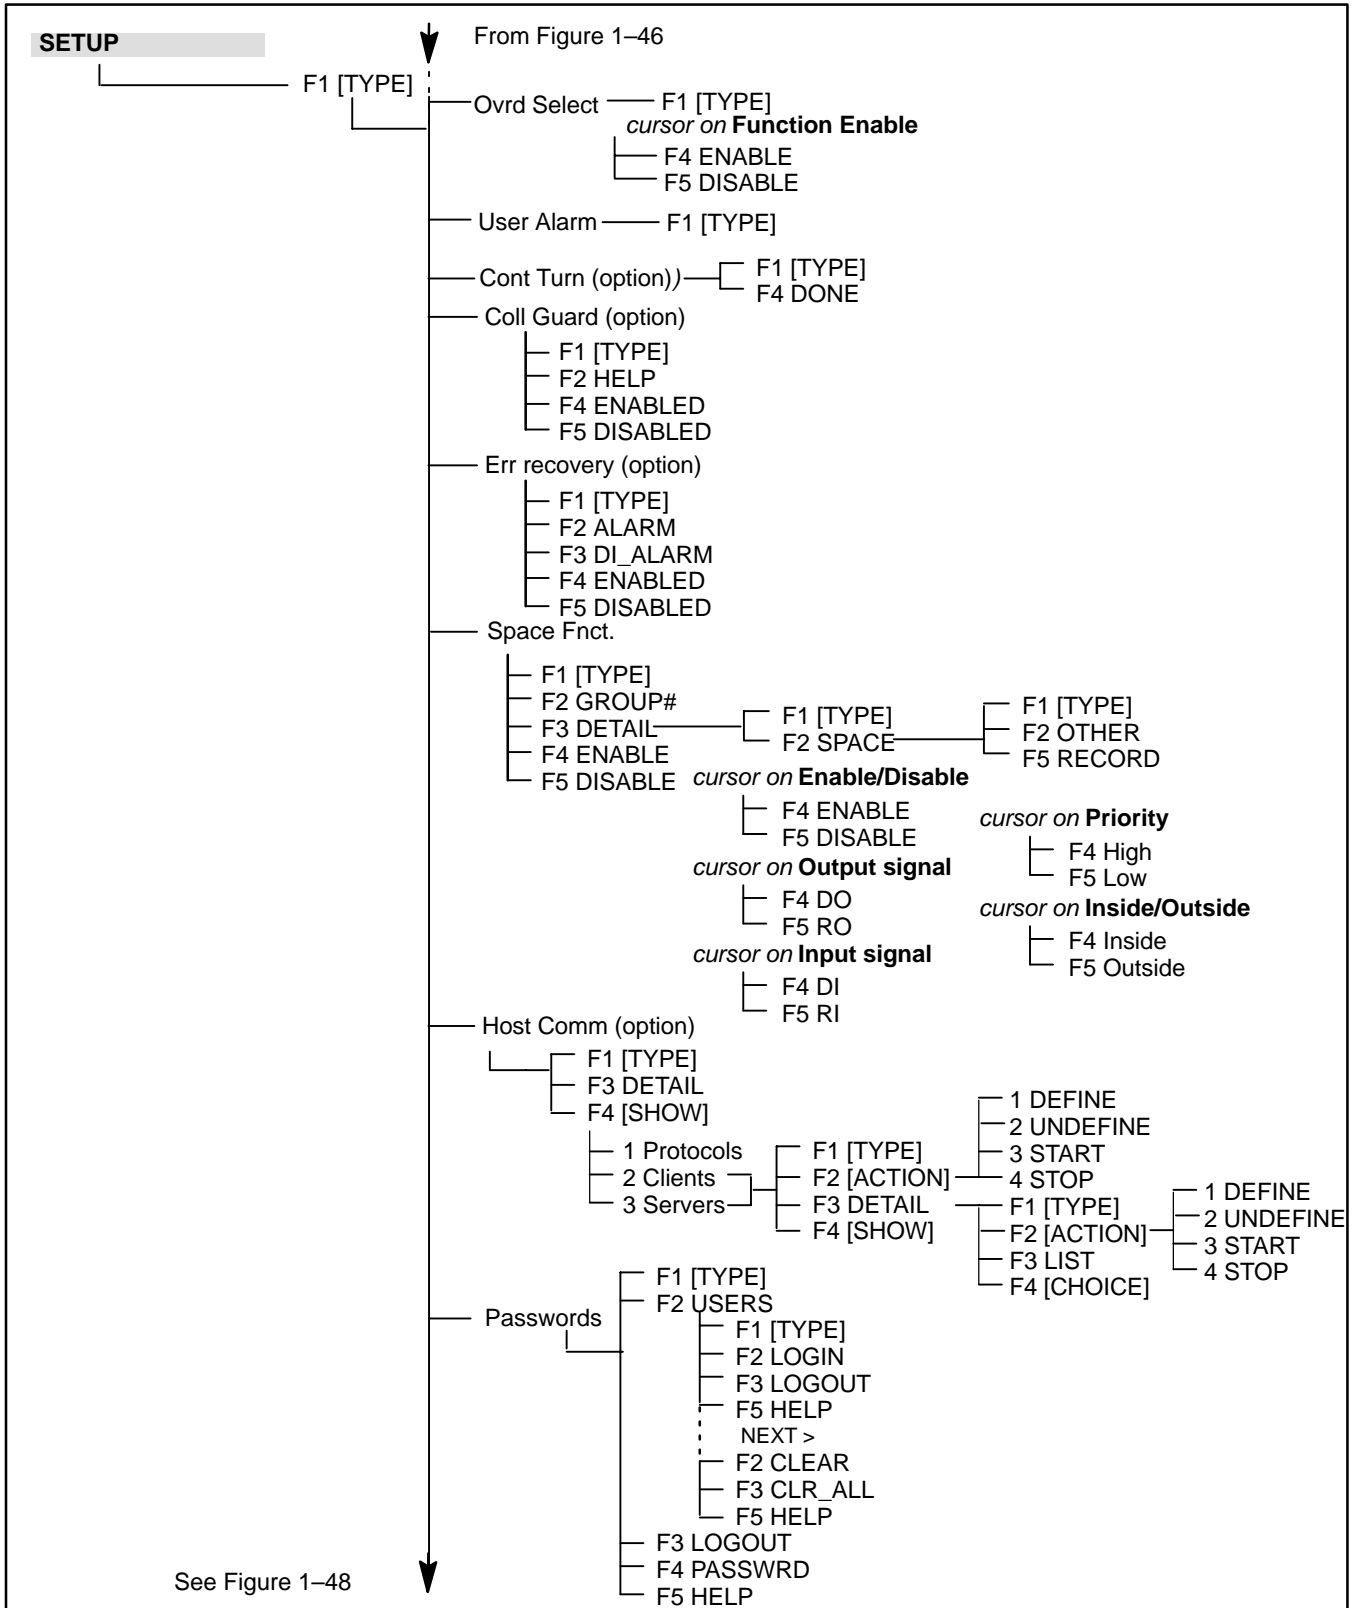 SETUP
From Figure 1–46
F1 [TYPE]
Ovrd Select
F1 [TYPE]
cursor on Function Enable
F4 ENABLE
F5 DISABLE
User Alarm
F1 [TYPE]
Cont Turn (option))
F1 [TYPE]
F4 DONE
Coll Guard (option)
F1 [TYPE]
F2 HELP
F4 ENABLED
F5 DISABLED
Err recovery (option)
F1 [TYPE]
F2 ALARM
F3 DI_ALARM
F4 ENABLED
F5 DISABLED
Space Fnct.
F1 [TYPE]
F2 GROUP#
F3 DETAIL
F4 ENABLE
F5 DISABLE
F1 [TYPE]
F2 SPACE
F1 [TYPE]
F2 OTHER
F5 RECORD
cursor on Enable/Disable
F4 ENABLE
F5 DISABLE
cursor on Output signal
F4 DO
F5 RO
cursor on Input signal
F4 DI
F5 RI
cursor on Priority
F4 High
F5 Low
cursor on Inside/Outside
F4 Inside
F5 Outside
Host Comm (option)
F1 [TYPE]
F3 DETAIL
F4 [SHOW]
1 Protocols
2 Clients
3 Servers
F1 [TYPE]
F2 [ACTION]
F3 DETAIL
F4 [SHOW]
1 DEFINE
2 UNDEFINE
3 START
4 STOP
F1 [TYPE]
F2 [ACTION]
F3 LIST
F4 [CHOICE]
1 DEFINE
2 UNDEFINE
3 START
4 STOP
Passwords
F1 [TYPE]
F2 USERS
F1 [TYPE]
F2 LOGIN
F3 LOGOUT
F5 HELP
NEXT >
F2 CLEAR
F3 CLR_ALL
F5 HELP
F3 LOGOUT
F4 PASSWRD
F5 HELP
See Figure 1–48